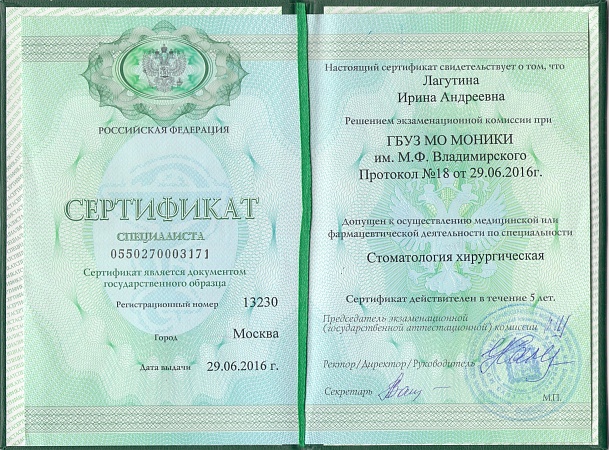 РОССИЙСКАЯ ФЕДЕРАЦИЯ
СЕРТИФИКАТ
СПЕЦИАЛИСТА
0550270003171
Сертификат является документом
государственного образца
Регистрационный номер 13230
Город Москва
Дата выдачи 29.06.2016 г.
Настоящий сертификат свидетельствует о том, что
Лагутина
Ирина Андреевна
Решением экзаменационной комиссии при
ГБУЗ МО МОНИКИ
им. М.Ф. Владимирского
Протокол №18 от 29.06.2016г.
Допущен к осуществлению медицинской или
фармацевтической деятельности по специальности
Стоматология хирургическая
Сертификат действителен в течение 5 лет.
Председатель экзаменационной
(государственной аттестационной) комиссии
Ректор/Директор/Руководитель
Секретарь
М.П.